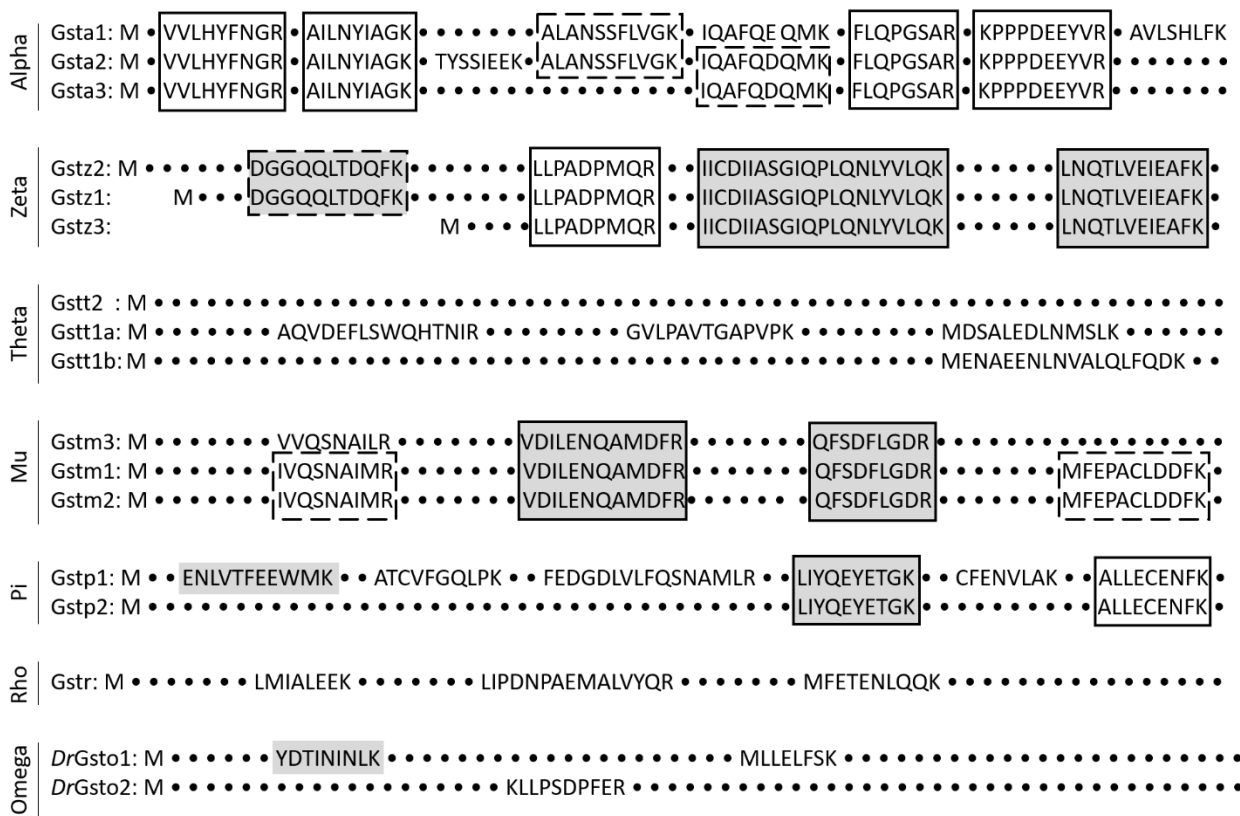 Alpha
Gsta1: M • VVLHYFNGR • AILNYIAGK • • • • • • • ALANSSFLVGK • IQAFQE QMK • FLQPGSAR • KPPPDEEYVR • AVLSHLFK
Gsta2: M • VVLHYFNGR • AILNYIAGK • TYSSIEEK • ALANSSFLVGK • IQAFQDQMK • FLQPGSAR • KPPPDEEYVR • • • • • • •
Gsta3: M • VVLHYFNGR • AILNYIAGK • • • • • • • • • • • • • • • • • IQAFQDQMK • FLQPGSAR • KPPPDEEYVR • • • • • • •
Zeta
Gstz2: M • • • • • • DGGQQLTDQFK • • • • • • • LLPADPMQR • • IICDIIASGIQPLQNLYVLQK • • • • • • LNQTLVEIEAFK •
Gstz1: M • • • DGGQQLTDQFK • • • • • • • LLPADPMQR • • IICDIIASGIQPLQNLYVLQK • • • • • • LNQTLVEIEAFK •
Gstz3: M • • • • LLPADPMQR • • IICDIIASGIQPLQNLYVLQK • • • • • • LNQTLVEIEAFK •
Theta
Gstt2 : M • • • • • • • • • • • • • • • • • • • • • • • • • • • • • • • • • • • • • • • • • • • • • • • • • • • • • • • • •
Gstt1a: M • • • • • • • AQVDEFLSWQHTNIR • • • • • • • • GVLPAVTGAPVPK • • • • • • • • MDSALEDLNMSLK • • • • • •
Gstt1b: M • • • • • • • • • • • • • • • • • • • • • • • • • • • • • • • • • • • • • • • • • MENAEENLNVALQLFQDK • •
Mu
Gstm3: M • • • • • • • VVQSNAILR • • • • • • • VDILENQAMDFR • • • • • • • QFSDFLGDR • • • • • • • • • • • • • • •
Gstm1: M • • • • • • • IVQSNAIMR • • • • • • • VDILENQAMDFR • • • • • • • QFSDFLGDR • • • • • • MFEPACLDDFK •
Gstm2: M • • • • • • • IVQSNAIMR • • • • • • • VDILENQAMDFR • • • • • • QFSDFLGDR • • • • • • MFEPACLDDFK •
Pi
Gstp1: M • • ENLVTFEEWMK • • ATCVFGQLPK • • FEDGDLVLFQSNAMLR • • LIYQEYETGK • • CFENVLAK • • ALLECENFK •
Gstp2: M • • • • • • • • • • • • • • • • • • • • • • • • • • • • • • • • • • LIYQEYETGK • • • • • • • • • ALLECENFK •
Rho
Gstr: M • • • • • • • LMIALEEK • • • • • • • LIPDNPAEMALVYQR • • • • • • • MFETENLQQK • • • • • • • • • • • • • • •
Omega
DrGsto1: M • • • • • • YDTININLK • • • • • • • • • • • • • • • • • • • MLLELFSK • • • • • • • • • • • • • • • • • • • • •
DrGsto2: M • • • • • • • • • • • • • • • • • • KLLPSDPFER • • • • • • • • • • • • • • • • • • • • • • • • • • • • • • • •